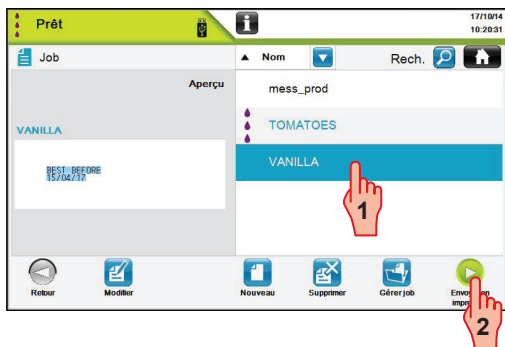 Prêt
17/10/14
10:20:31
Job
Nom
Rech.
Aperçu
mess_prod
TOMATOES
VANILLA
VANILLA
BEST BEFORE
15/04/17
1
Retour
Modifier
Nouveau
Supprimer
Gérer job
2